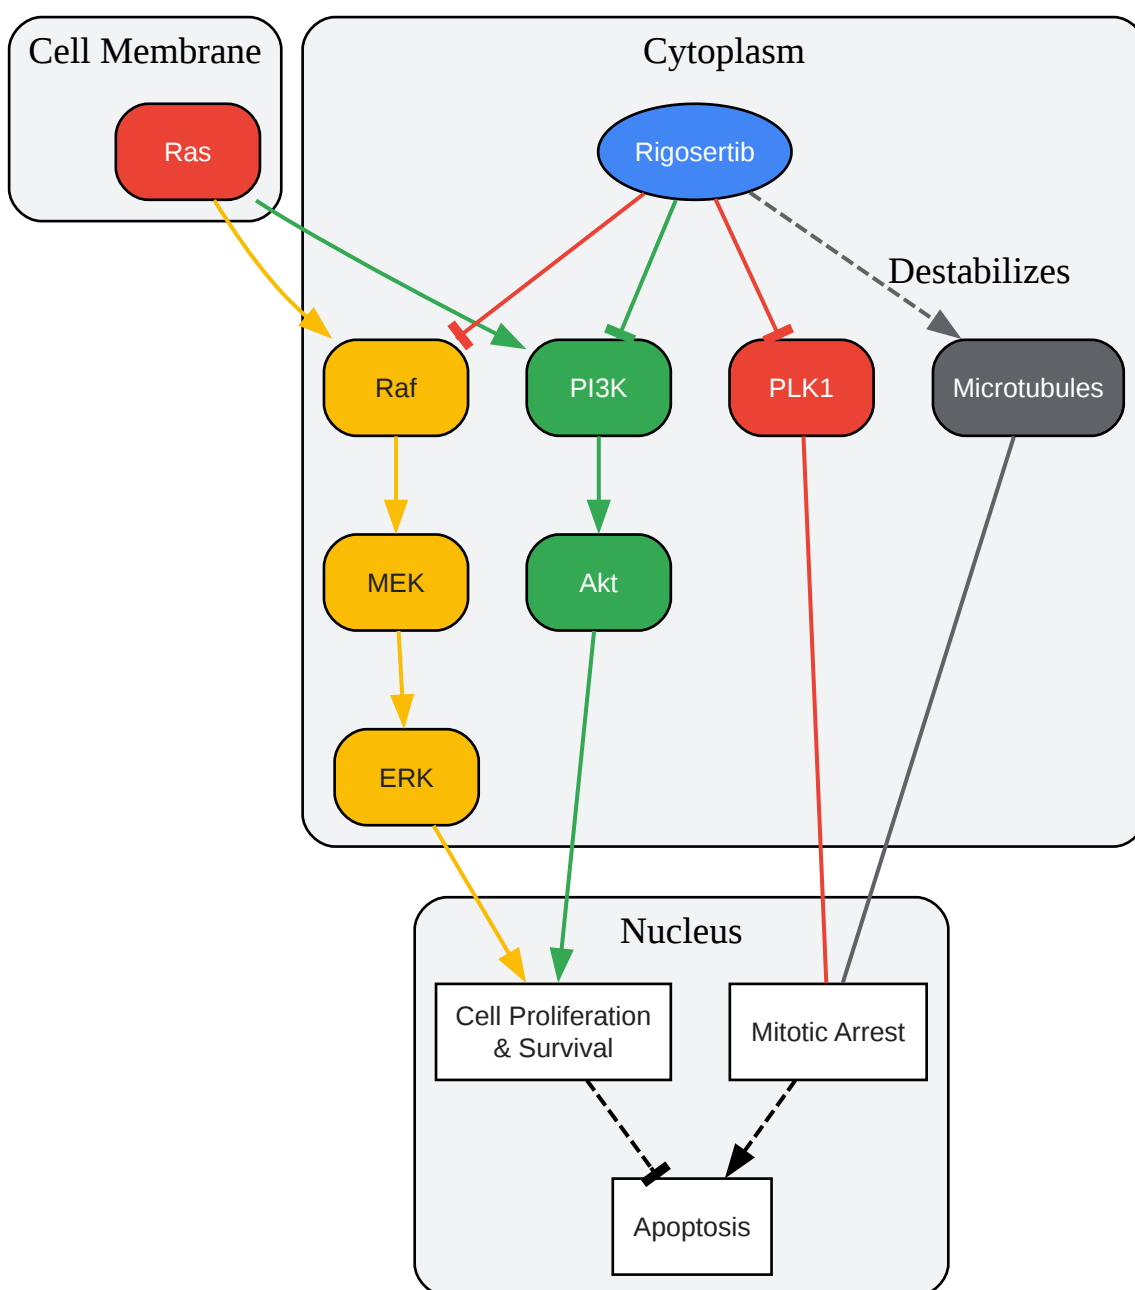 Cell Membrane
Cytoplasm
Ras
Rigosertib
Destabilizes
Raf
PI3K
PLK1
Microtubules
MEK
Akt
ERK
Nucleus
Cell Proliferation
& Survival
Mitotic Arrest
Apoptosis